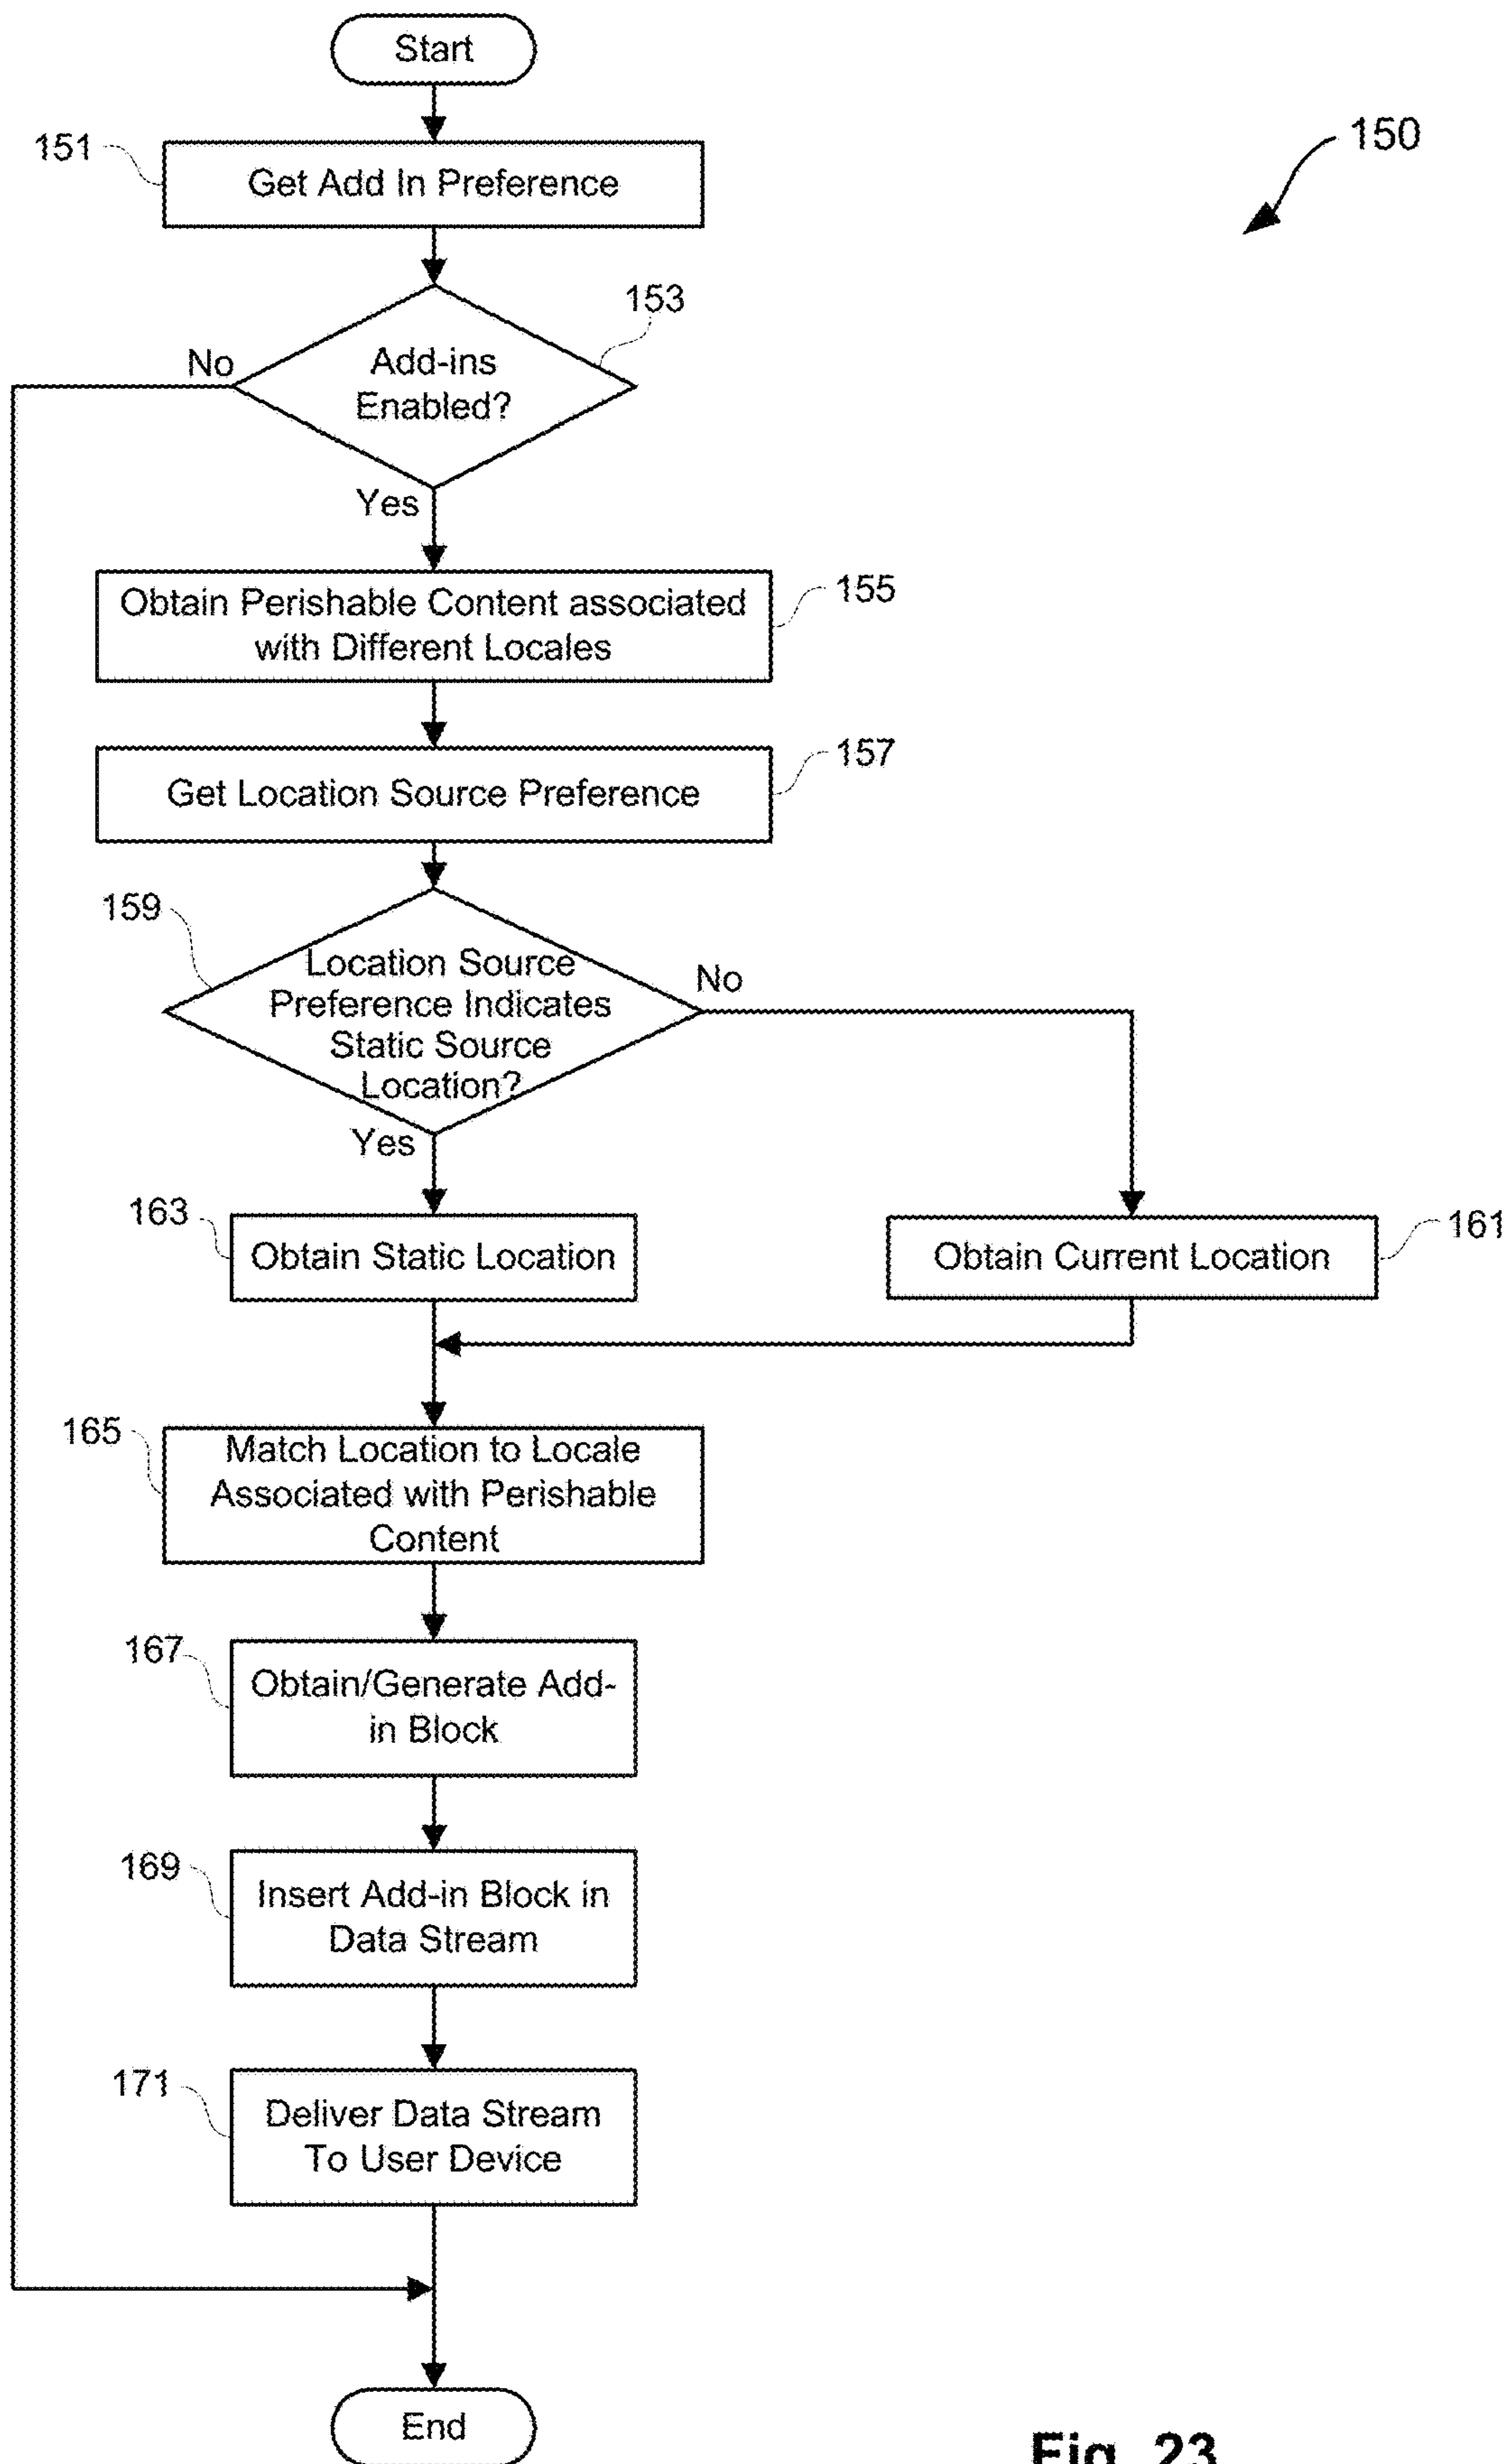 Start
150
151
Get Add In Preference
153
No
Add-ins
Enabled?
Yes
155
Obtain Perishable Content associated
with Different Locales
157
Get Location Source Preference
159
Location Source
Preference Indicates
Static Source
Location?
No
Yes
163
Obtain Static Location
161
Obtain Current Location
165
Match Location to Locale
Associated with Perishable
Content
167
Obtain/Generate Add-
in Block
169
Insert Add-in Block in
Data Stream
171
Deliver Data Stream
To User Device
End
Fig. 23